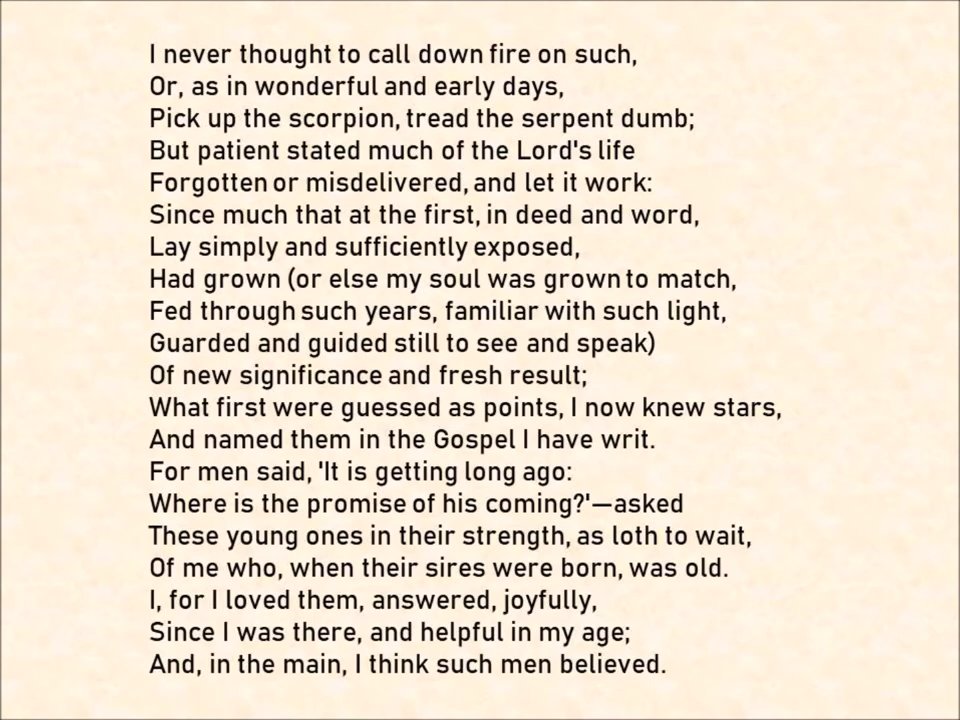 I never thought to call down fire on such,
Or, as in wonderful and early days,
Pick up the scorpion, tread the serpent dumb;
But patient stated much of the Lord's life
Forgotten or misdelivered, and let it work:
Since much that at the first, in deed and word,
Lay simply and sufficiently exposed,
Had grown (or else my soul was grown to match,
Fed through such years, familiar with such light,
Guarded and guided still to see and speak)
Of new significance and fresh result;
What first were guessed as points, I now knew stars,
And named them in the Gospel I have writ.
For men said, 'It is getting long ago:
Where is the promise of his coming?'—asked
These young ones in their strength, as loth to wait,
Of me who, when their sires were born, was old.
I, for I loved them, answered, joyfully,
Since I was there, and helpful in my age;
And, in the main, I think such men believed.